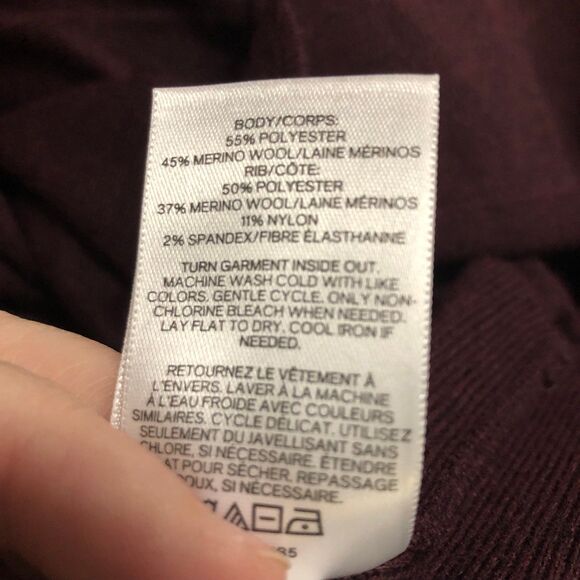 BODY/CORPS:
55% POLYESTER
45% MERINO WOOL/LAINE MÉRINOS
RIB/CÔTE:
50% POLYESTER
37% MERINO WOOL/LAINE MÉRINOS
11% NYLON
2% SPANDEX/FIBRE ÉLASTHANNE
TURN GARMENT INSIDE OUT.
MACHINE WASH COLD WITH LIKE
COLORS. GENTLE CYCLE. ONLY NON-
CHLORINE BLEACH WHEN NEEDED.
LAY FLAT TO DRY. COOL IRON IF
NEEDED.
RETOURNEZ LE VÊTEMENT À
L'ENVERS. LAVER À LA MACHINE
À L'EAU FROIDE AVEC COULEURS
SIMILAIRES. CYCLE DÉLICAT. UTILISEZ
SEULEMENT DU JAVELLISANT SANS
CHLORE, SI NÉCESSAIRE. ÉTENDRE
AT POUR SÉCHER. REPASSAGE
DOUX, SI NÉCESSAIRE.
85